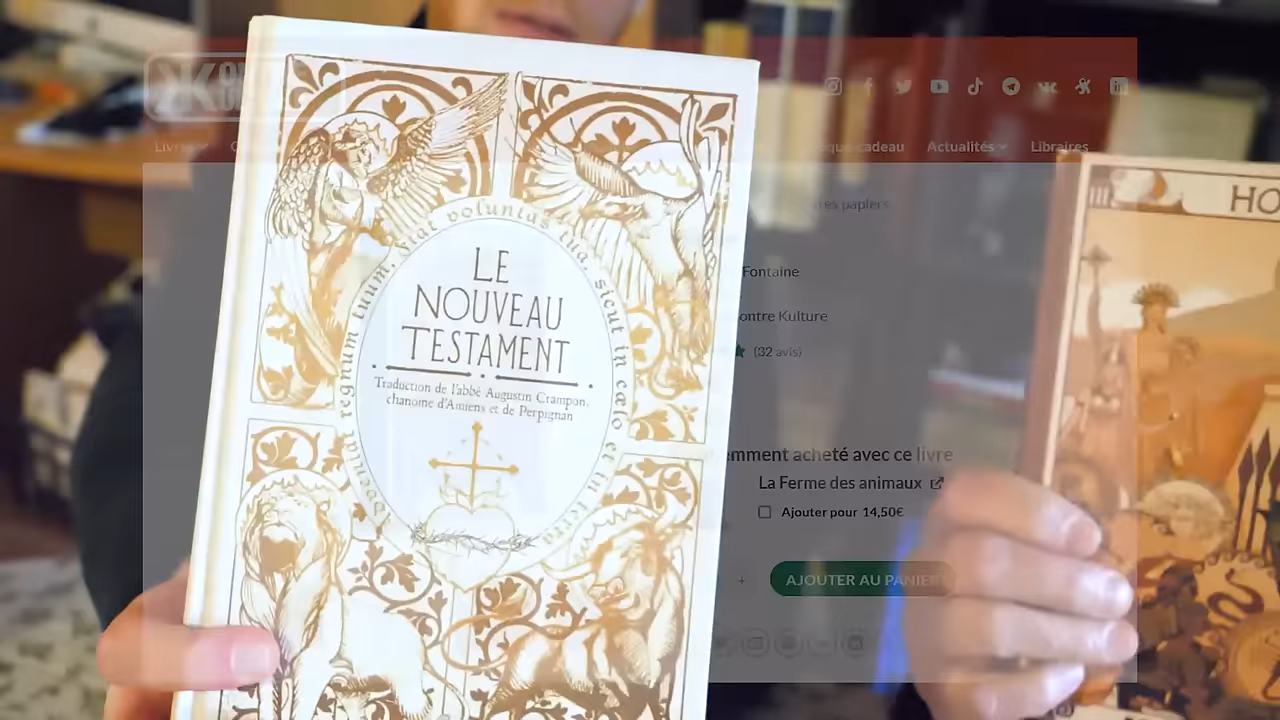 LE
NOUVEAU
TESTAMENT
Traduction de l'abbé Augustin Crampon,
chanoine d'Amiens et de Perpignan
regnum tuum, fiat voluntas tua, sicut in cælo et in terra
HO
Actualités
Libraires
cadeau
papiers
Fontaine
ontre Kulture
(32 avis)
emment acheté avec ce livre
La Ferme des animaux
Ajouter pour 14,50€
+
AJOUTER AU PANIER